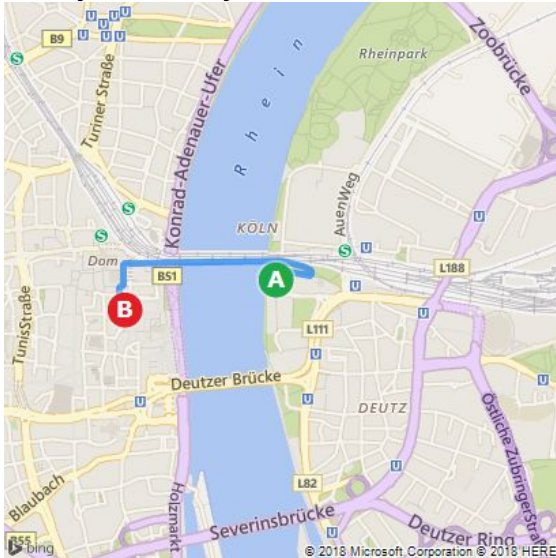 B9
S
U
U
U
U
Zoobrücke
Rheinpark
S
Turiner Straße
Konrad-Adenauer-Ufer
Rhein
AuenWeg
S
U
U
KÖLN
S
S
U
Dom
B51
A
L188
U
B
L111
TunisStraße
U
U
Deutzer Brücke
U
DEUTZ
U
Östliche ZubringerStraße
U
L82
Blaubach
Holzmarkt
Severinsbrücke
U
B55
Deutzer Ring
bing
© 2018 Microsoft Corporation © 2018 HERE